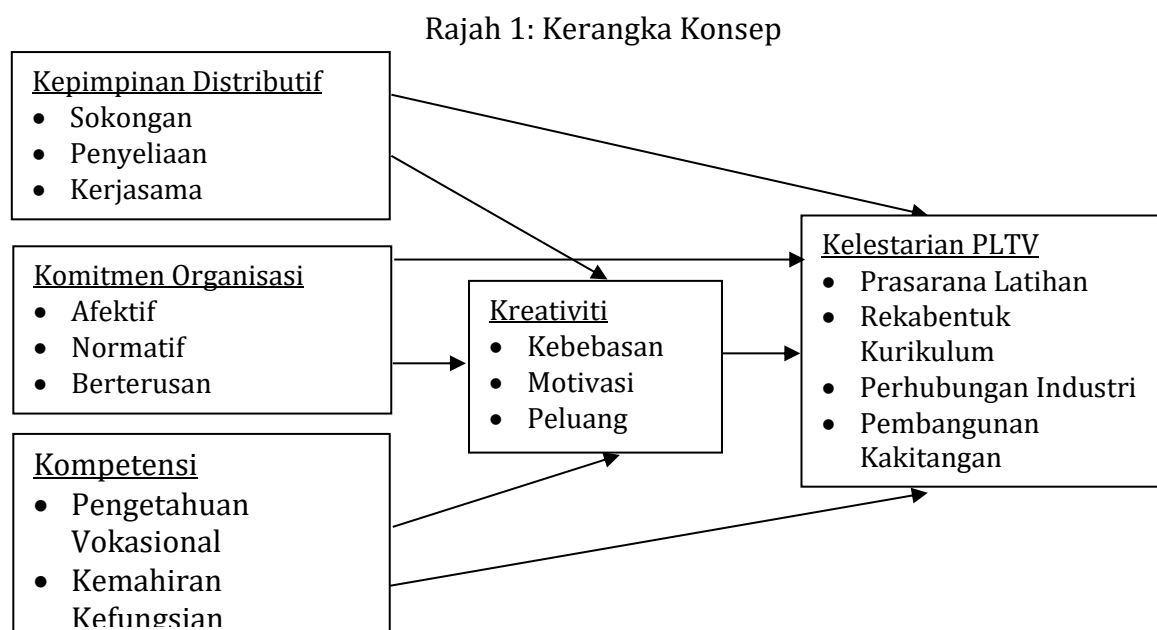 Rajah 1: Kerangka Konsep
Kepimpinan Distributif
• Sokongan
• Penyeliaan
• Kerjasama
Komitmen Organisasi
• Afektif
• Normatif
• Berterusan
Kompetensi
• Pengetahuan
Vokasional
• Kemahiran
Kefungsian
Kreativiti
• Kebebasan
• Motivasi
• Peluang
Kelestarian PLTV
• Prasarana Latihan
• Rekabentuk
Kurikulum
• Perhubungan Industri
• Pembangunan
Kakitangan